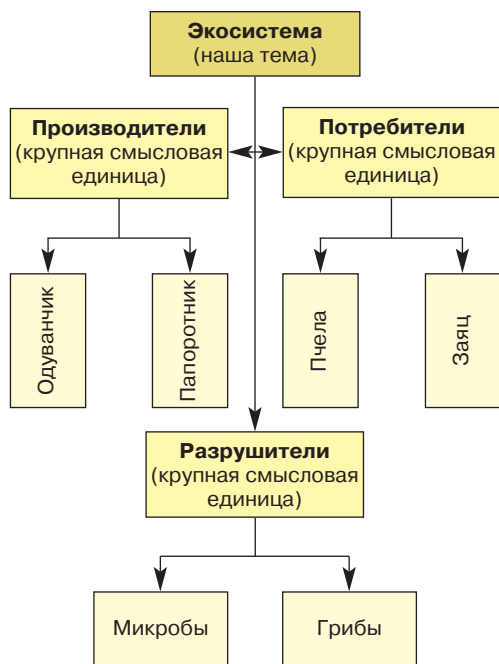 Экосистема
(наша тема)
Производители
(крупная смысловая
единица)
Потребители
(крупная смысловая
единица)
Одуванчик
Папоротник
Пчела
Заяц
Разрушители
(крупная смысловая
единица)
Микробы
Грибы